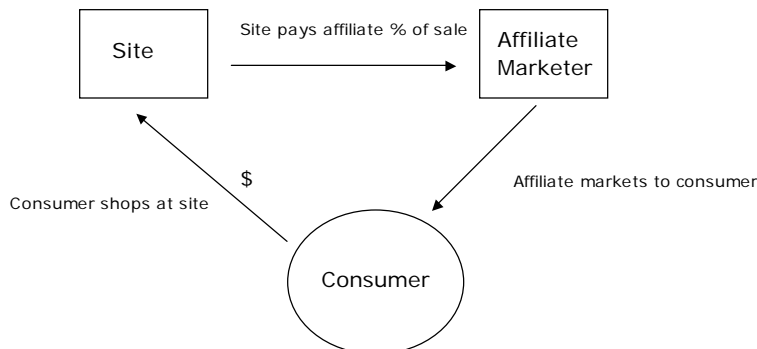 Site pays affiliate % of sale
Site
Affiliate
Marketer
$
Affiliate markets to consumer
Consumer shops at site
Consumer